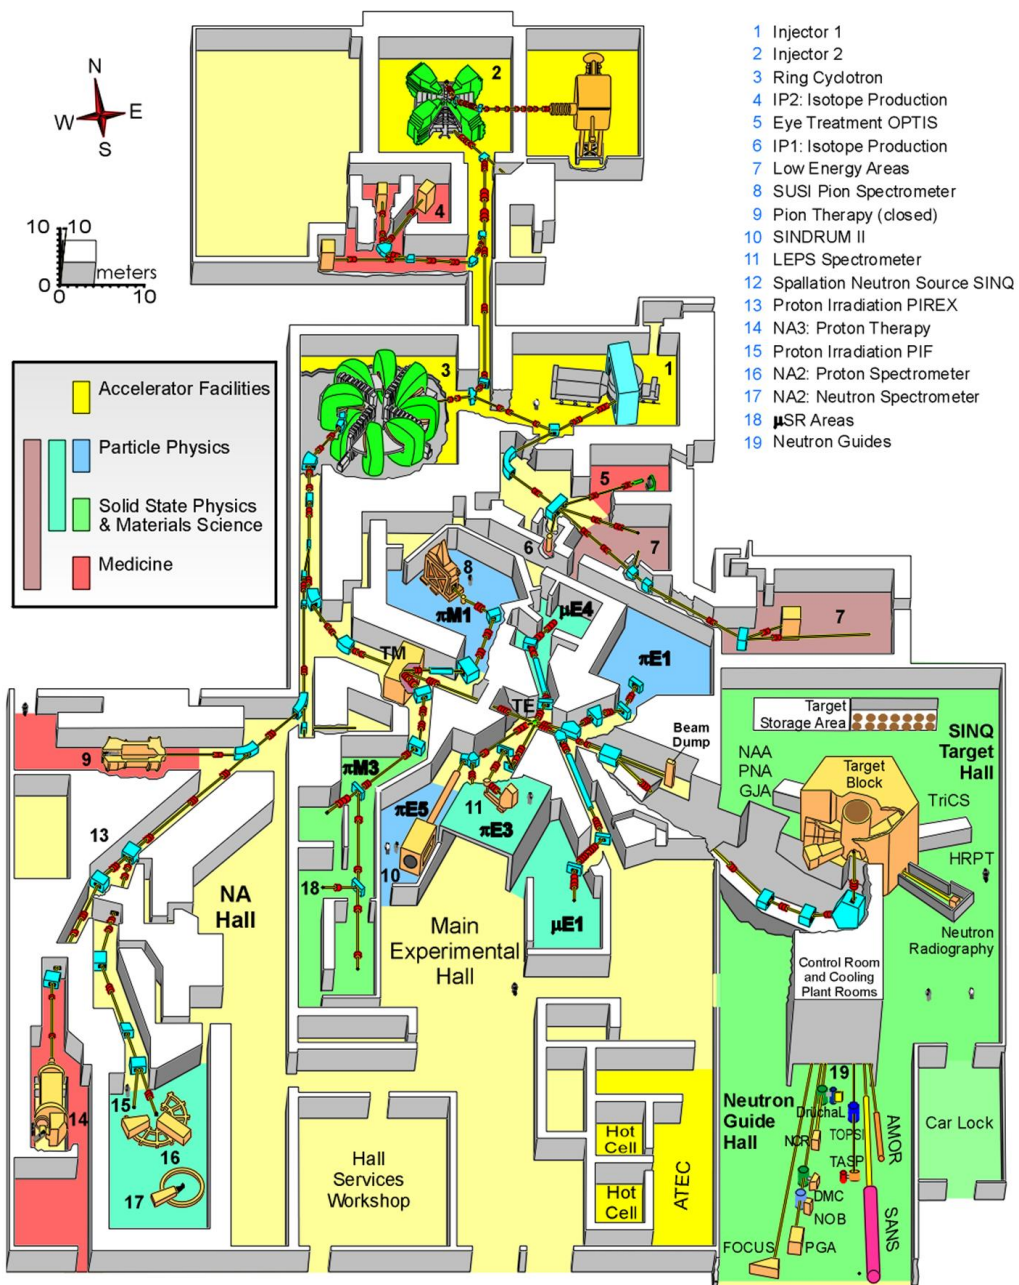 1 Injector 1
2 Injector 2
3 Ring Cyclotron
4 IP2: Isotope Production
5 Eye Treatment OPTIS
6 IP1: Isotope Production
7 Low Energy Areas
8 SUSI Pion Spectrometer
9 Pion Therapy (closed)
10 SINDRUM II
11 LEPS Spectrometer
12 Spallation Neutron Source SINQ
13 Proton Irradiation PIREX
14 NA3: Proton Therapy
15 Proton Irradiation PIF
16 NA2: Proton Spectrometer
17 NA2: Neutron Spectrometer
18 µSR Areas
19 Neutron Guides
N
W E
S
10 10
0 meters
0 10
2
4
3
1
Accelerator Facilities
Particle Physics
Solid State Physics
& Materials Science
Medicine
5
6
7
7
8
πM1
µE4
πE1
TM
TE
Beam
Dump
9
πM3
πE5
11
πE3
10
18
µE1
13
NA
Hall
Main
Experimental
Hall
Target
Storage Area
SINQ
Target
Hall
NAA
PNA
GJA
Target
Block
TriCS
HRPT
Neutron
Radiography
Control Room
and Cooling
Plant Rooms
14
15
16
17
Hall
Services
Workshop
Hot
Cell
Hot
Cell
ATEC
Neutron
Guide
Hall
19
DrüchaL
NCR
TOPSI
TASP
AMOR
DMC
NOB
SANS
FOCUS
PGA
Car Lock